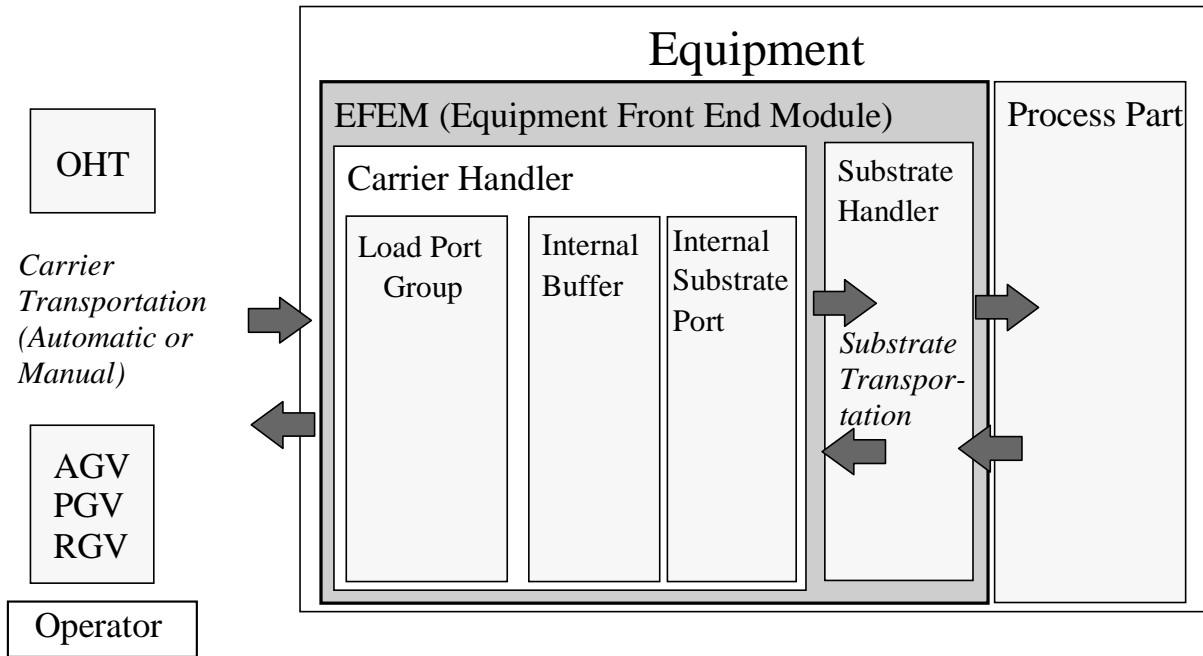 Equipment
EFEM (Equipment Front End Module)
Process Part
OHT
Carrier Handler
Substrate
Handler
Load Port
Group
Internal
Buffer
Internal
Substrate
Port
Carrier
Transportation
(Automatic or
Manual)
Substrate
Transpor-
tation
AGV
PGV
RGV
Operator